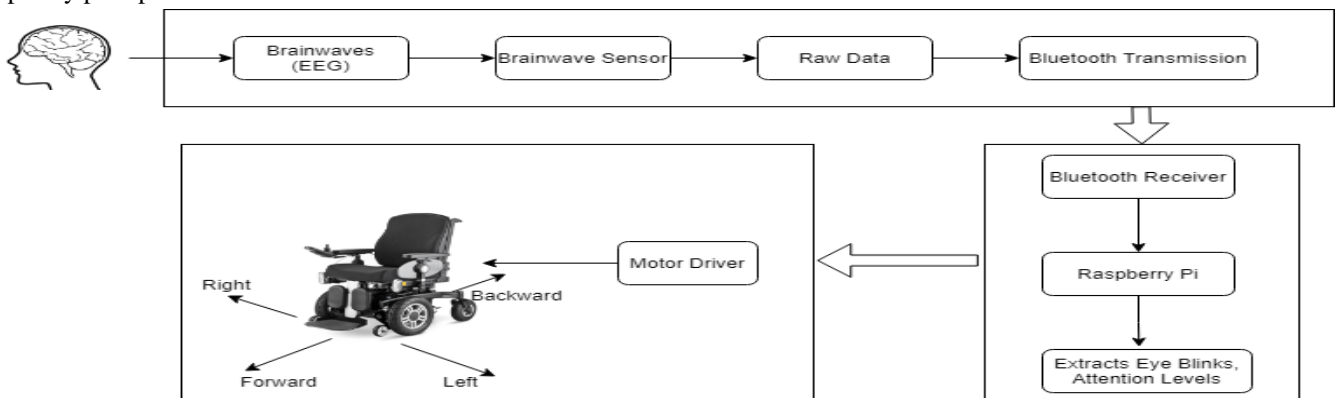 Brainwaves
(EEG)
Brainwave Sensor
Raw Data
Bluetooth Transmission
Bluetooth Receiver
Motor Driver
Raspberry Pi
Right
Backward
Forward
Left
Extracts Eye Blinks,
Attention Levels